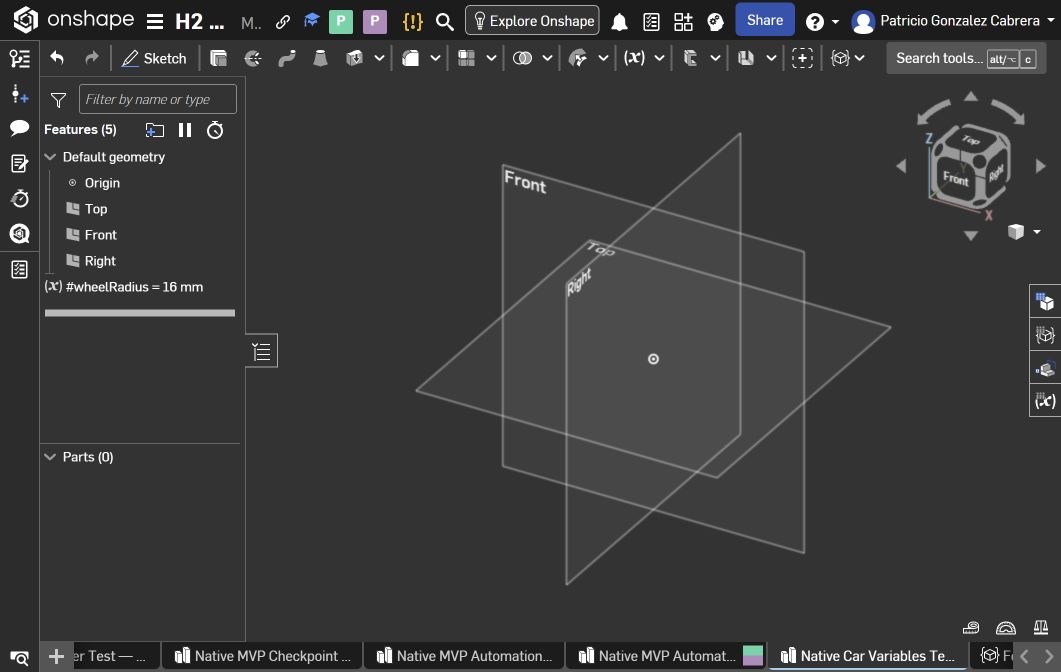 onshape H2 ... M.. P P {!} Explore Onshape Share Patricio Gonzalez Cabrera
Sketch (x) Search tools... alt/⌥ c
Filter by name or type
Features (5)
Default geometry
Origin
Top
Front
Right
(x) #wheelRadius = 16 mm
Parts (0)
Front
Top
Right
Z
Top
Y
Front
Right
X
(x)
er Test — ... Native MVP Checkpoint ... Native MVP Automation... Native MVP Automat... Native Car Variables Te...